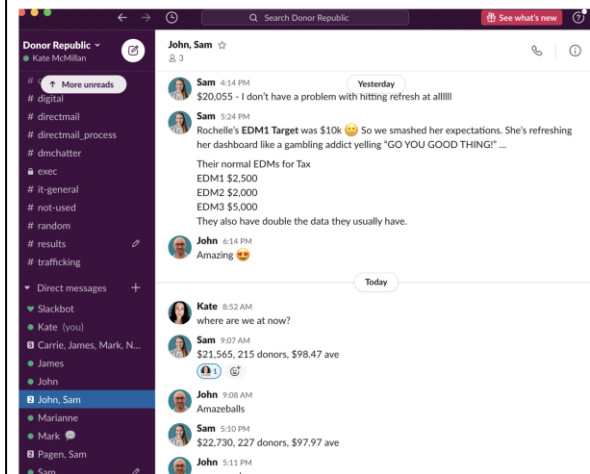 Search Donor Republic
See what's new
Donor Republic
Kate McMillan
More unreads
# digital
# directmail
# directmail_process
# dmchatter
exec
# it-general
# not-used
# random
# results
# trafficking
Direct messages
Slackbot
Kate (you)
5 Carrie, James, Mark, N...
James
John
2 John, Sam
Marianne
Mark
2 Pagen, Sam
Sam
John, Sam
3
Yesterday
Sam 4:14 PM
$20,055 - I don't have a problem with hitting refresh at allllll
Sam 5:24 PM
Rochelle's EDM1 Target was $10k So we smashed her expectations. She's refreshing
her dashboard like a gambling addict yelling "GO YOU GOOD THING!" ...
Their normal EDMs for Tax
EDM1 $2,500
EDM2 $2,000
EDM3 $5,000
They also have double the data they usually have.
John 6:14 PM
Amazing
Today
Kate 8:52 AM
where are we at now?
Sam 9:07 AM
$21,565, 215 donors, $98.47 ave
1
John 9:08 AM
Amazeballs
Sam 5:10 PM
$22,730, 227 donors, $97.97 ave
John 5:11 PM